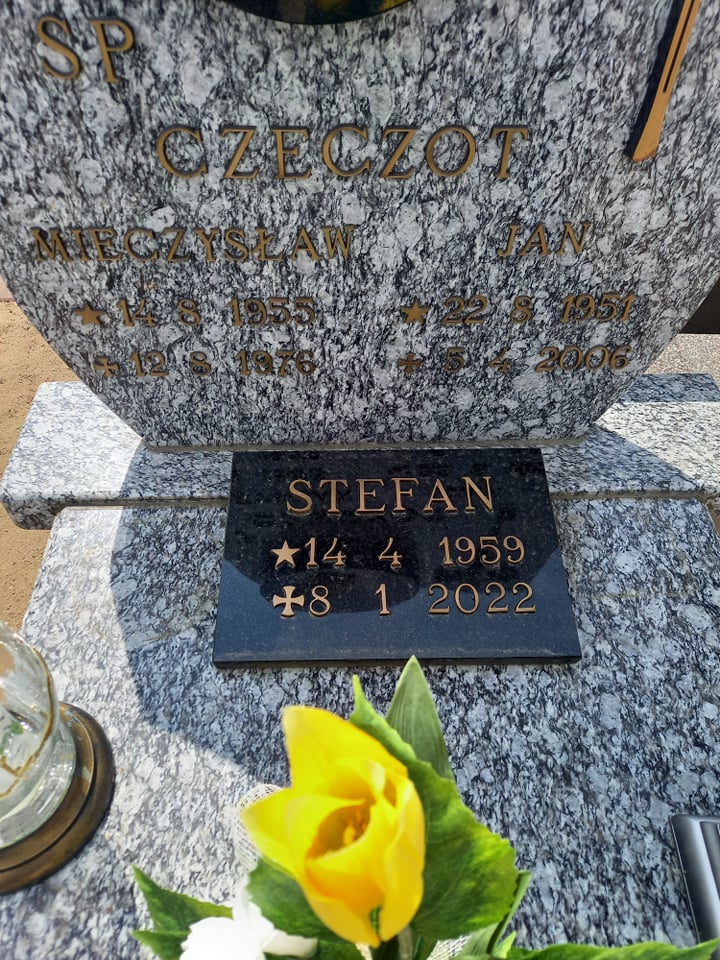 SP
CZECZOT
MIECZYSŁAW JAN
★ 14 8 1955 ★ 22 8 1951
✠ 12 8 1976 ✠ 5 4 2006
STEFAN
★ 14 4 1959
✠ 8 1 2022